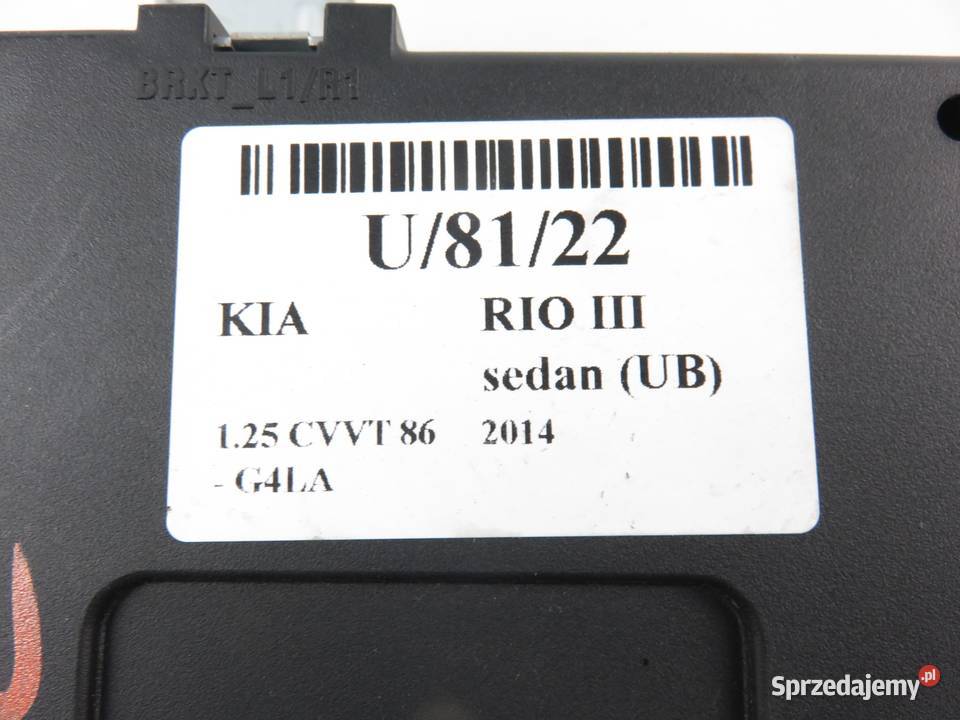 BRKT_L1/R1
U/81/22
KIA RIO III
sedan (UB)
1.25 CVVT 86 2014
- G4LA
Sprzedajemy.pl